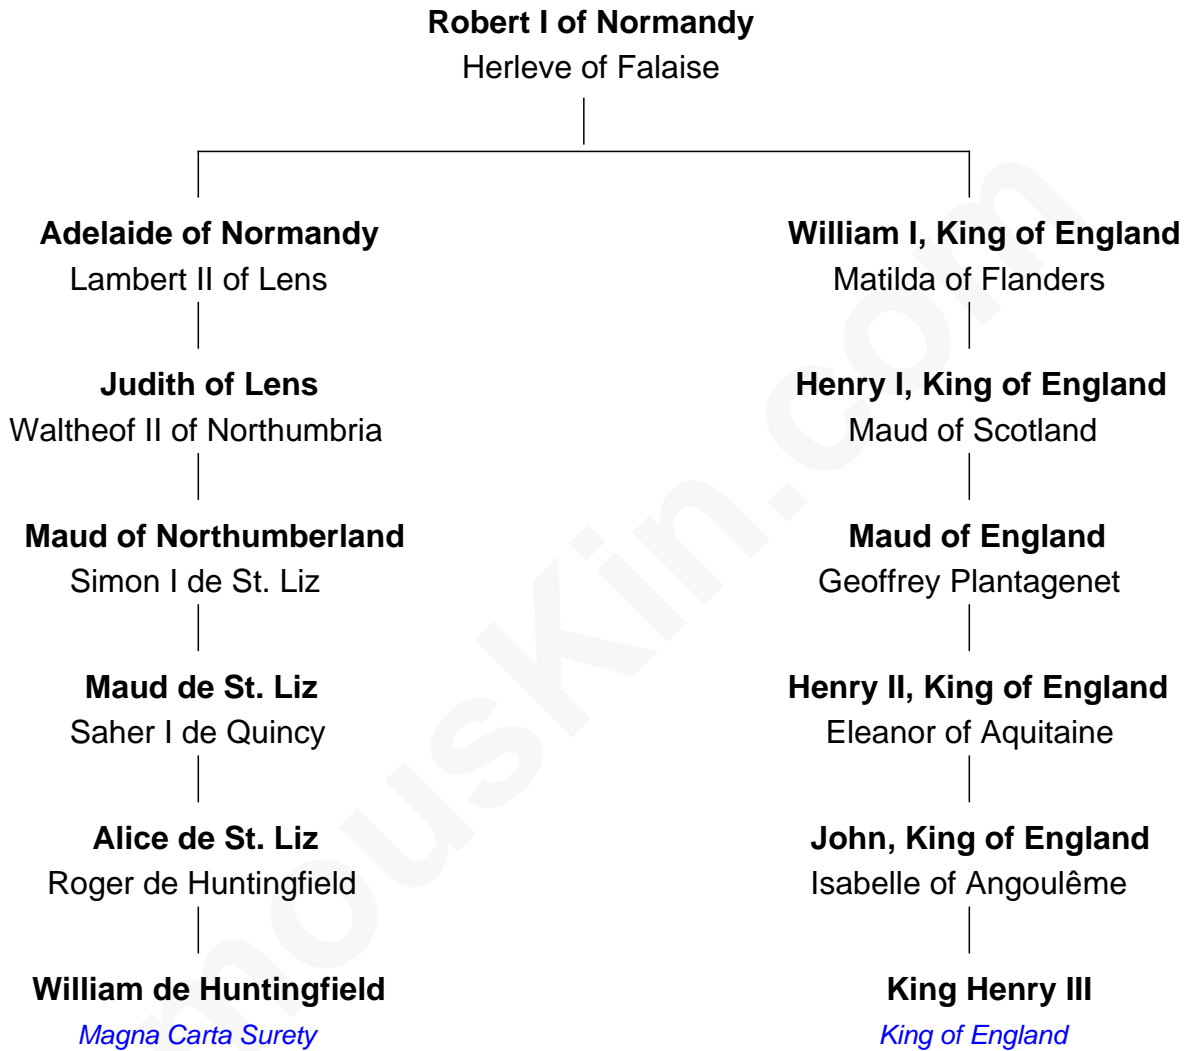 Robert I of Normandy
Herleve of Falaise
Adelaide of Normandy
Lambert II of Lens
Judith of Lens
Waltheof II of Northumbria
Maud of Northumberland
Simon I de St. Liz
Maud de St. Liz
Saher I de Quincy
Alice de St. Liz
Roger de Huntingfield
William de Huntingfield
Magna Carta Surety
William I, King of England
Matilda of Flanders
Henry I, King of England
Maud of Scotland
Maud of England
Geoffrey Plantagenet
Henry II, King of England
Eleanor of Aquitaine
John, King of England
Isabelle of Angoulême
King Henry III
King of England
mousKin.com